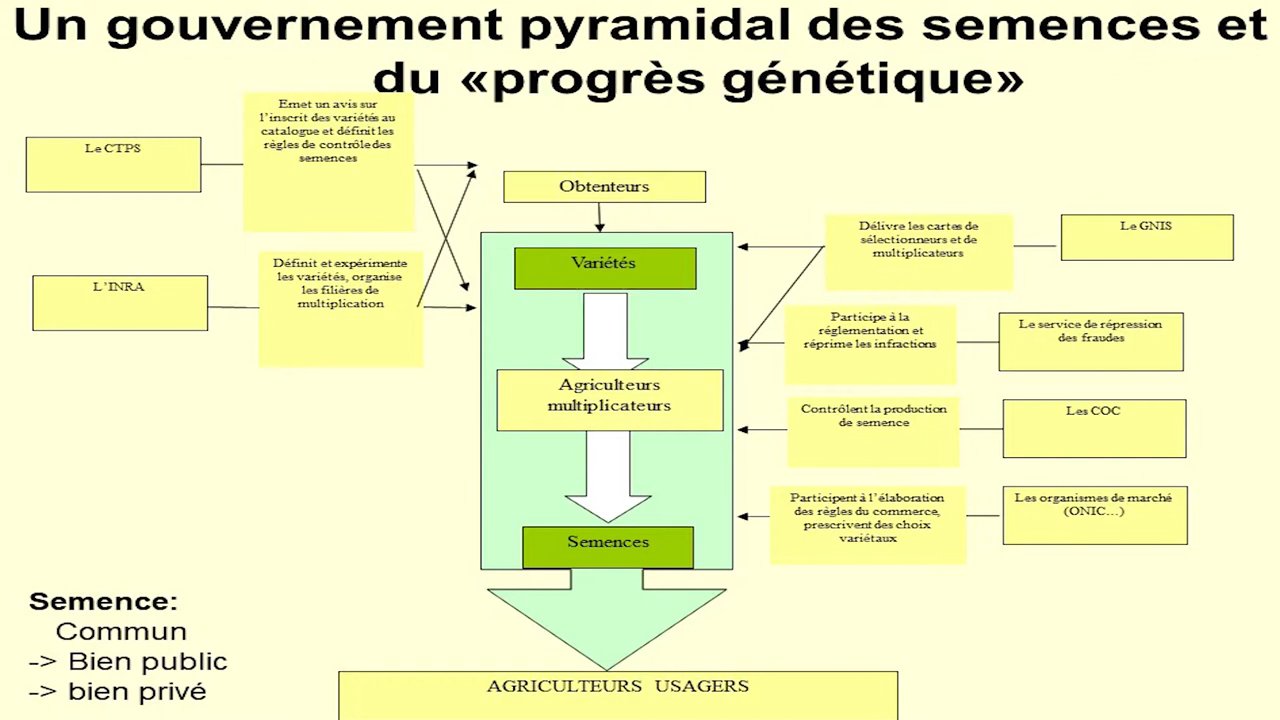 Un gouvernement pyramidal des semences et
du «progrès génétique»
Emet un avis sur
l'inscrit des variétés au
catalogue et définit les
règles de contrôle des
semences
Le CTPS
Obtenteurs
Délivre les cartes de
sélectionneurs et de
multiplicateurs
Le GNIS
Définit et expérimente
les variétés, organise
les filières de
multiplication
L'INRA
Variétés
Participe à la
réglementation et
réprime les infractions
Le service de répression
des fraudes
Agriculteurs
multiplicateurs
Contrôlent la production
de semence
Les COC
Participent à l'élaboration
des règles du commerce,
prescrivent des choix
variétaux
Les organismes de marché
(ONIC...)
Semences
Semence:
Commun
-> Bien public
-> bien privé
AGRICULTEURS USAGERS